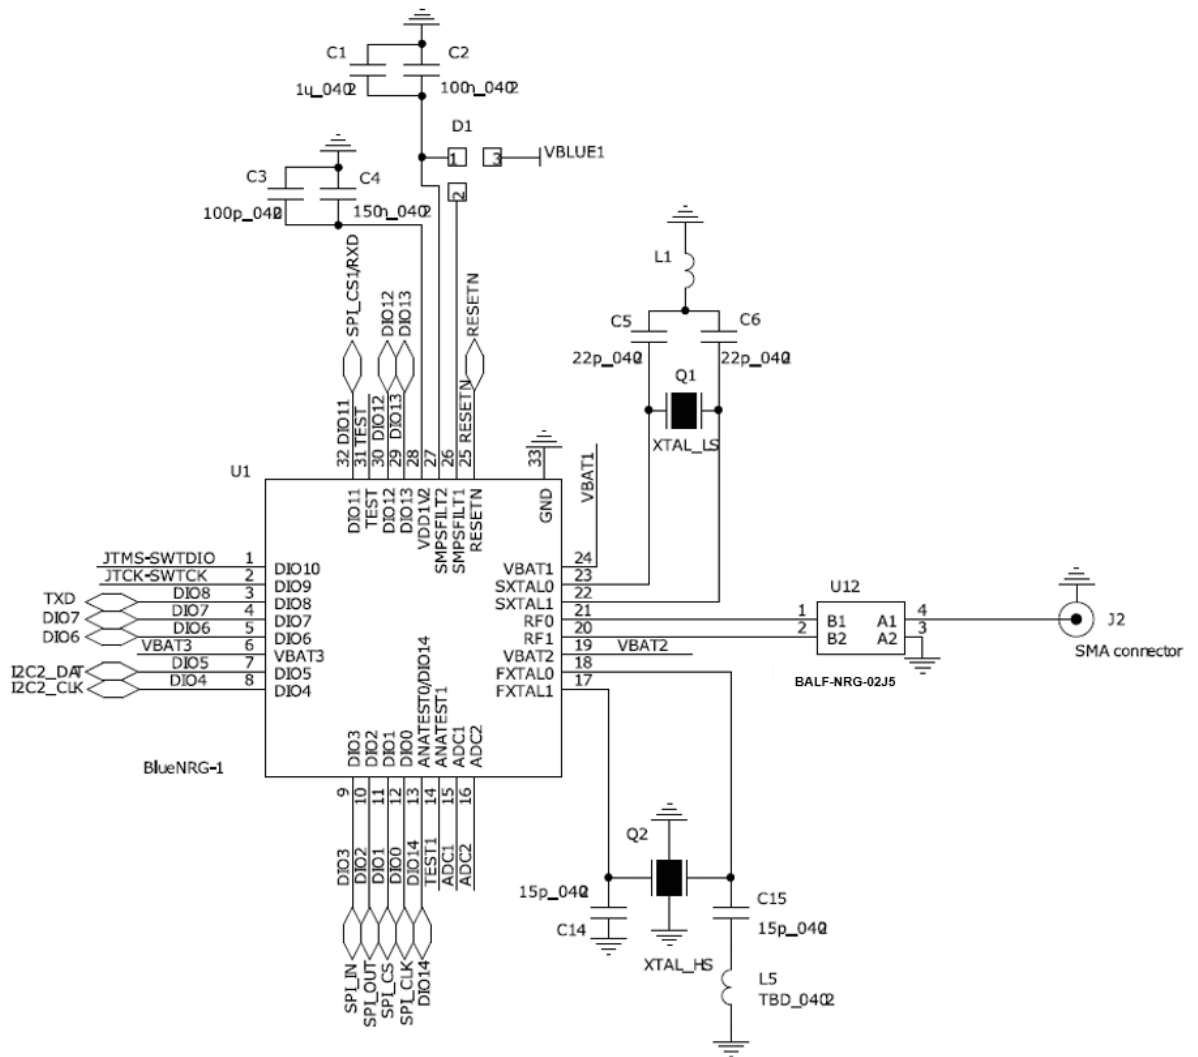 C1
C2
1u_0402
100n_0402
D1
1
3
VBLUE1
2
C3
C4
100p_0402
150n_0402
SPI_CS1/RXD
DIO12
DIO13
RESETN
L1
C5
C6
22p_0402
22p_0402
Q1
XTAL_LS
32 DIO11
31 TEST
30 DIO12
29 DIO13
28
27
26
25 RESETN
33
VBAT1
U1
DIO11
TEST
DIO12
DIO13
VDD1V2
SMPSFILT2
SMPSFILT1
RESETN
GND
JTMS-SWTDIO 1 DIO10
JTCK-SWTCK 2 DIO9
TXD DIO8 3 DIO8
DIO7 DIO7 4 DIO7
DIO6 DIO6 5 DIO6
VBAT3 6 VBAT3
I2C2_DAT DIO5 7 DIO5
I2C2_CLK DIO4 8 DIO4
VBAT1 24
SXTAL0 23
SXTAL1 22
RF0 21
RF1 20
VBAT2 19 VBAT2
FXTAL0 18
FXTAL1 17
U12
1 B1 A1 4
2 B2 A2 3
BALF-NRG-02J5
J2
SMA connector
DIO3
DIO2
DIO1
DIO0
ANATEST0/DIO14
ANATEST1
ADC1
ADC2
BlueNRG-1
9
10
11
12
13
14
15
16
DIO3
DIO2
DIO1
DIO0
DIO14
TEST1
ADC1
ADC2
SPI_IN
SPI_OUT
SPI_CS
SPI_CLK
DIO14
Q2
15p_0402
C14
XTAL_HS
C15
15p_0402
L5
TBD_0402